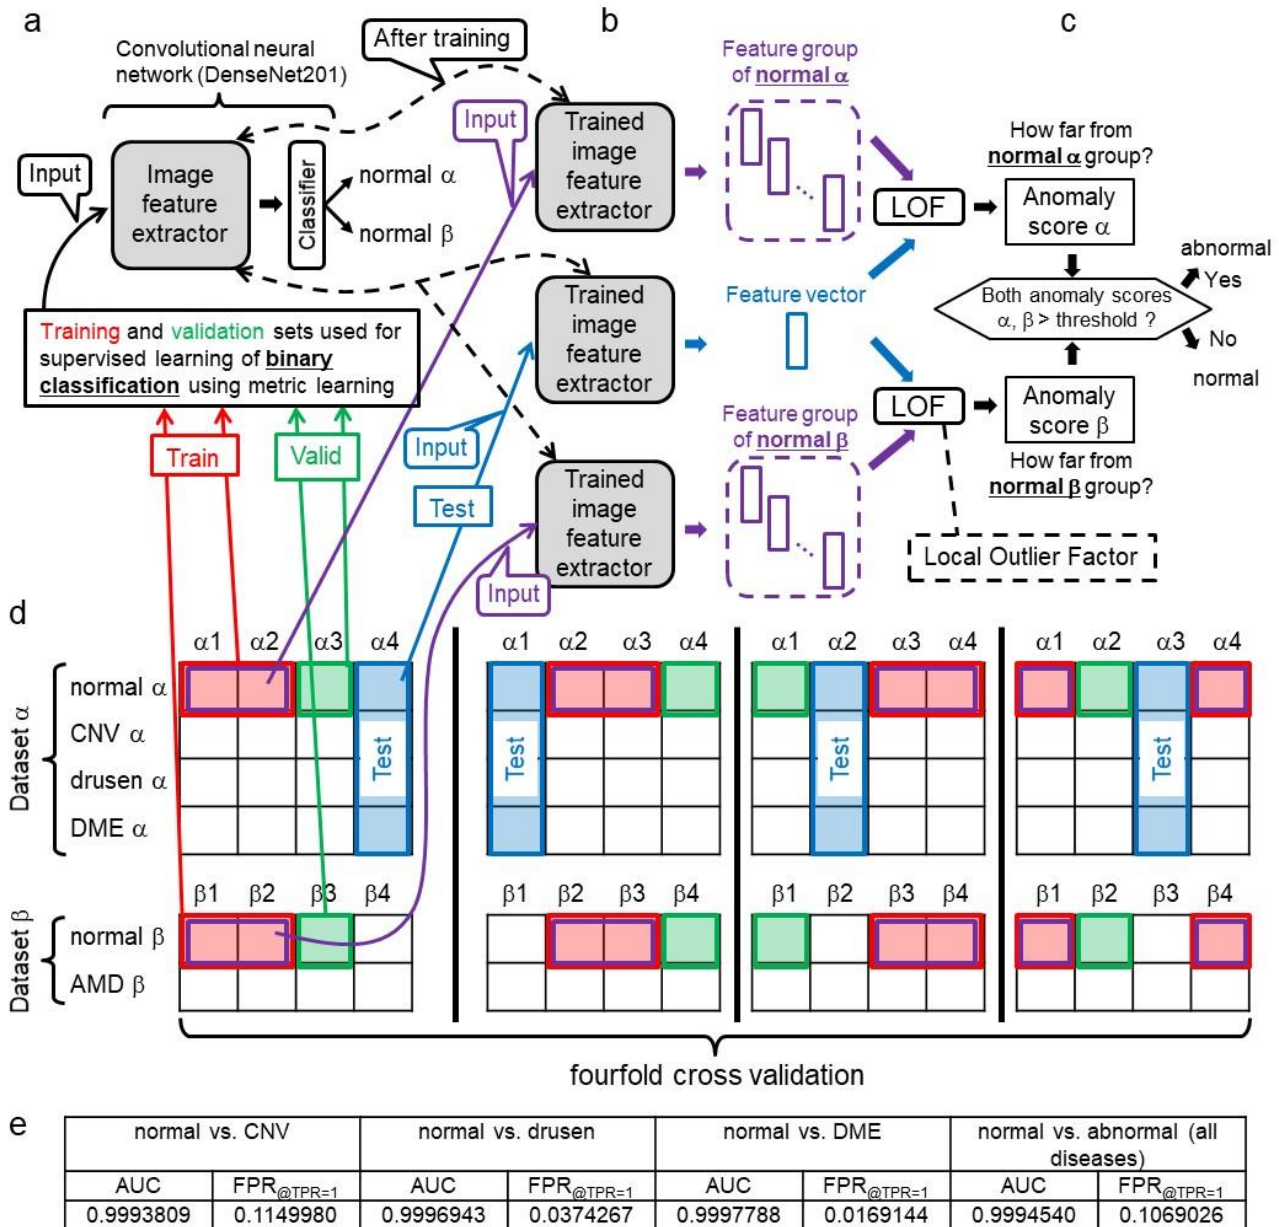 a
b
c
Convolutional neural
network (DenseNet201)
After training
Input
Image
feature
extractor
Classifier
normal α
normal β
Training and validation sets used for
supervised learning of binary
classification using metric learning
Train
Valid
Input
Trained
image
feature
extractor
Feature group
of normal α
Input
Trained
image
feature
extractor
Feature vector
Test
Input
Trained
image
feature
extractor
Feature group
of normal β
LOF
LOF
How far from
normal α group?
Anomaly
score α
Both anomaly scores
α, β > threshold ?
abnormal
Yes
No
normal
Anomaly
score β
How far from
normal β group?
Local Outlier Factor
d
α1 α2 α3 α4 α1 α2 α3 α4 α1 α2 α3 α4 α1 α2 α3 α4
Dataset α
normal α
CNV α
drusen α
DME α
Test Test Test Test
β1 β2 β3 β4 β1 β2 β3 β4 β1 β2 β3 β4 β1 β2 β3 β4
Dataset β
normal β
AMD β
fourfold cross validation
e
normal vs. CNV normal vs. drusen normal vs. DME normal vs. abnormal (all
diseases)
AUC FPR@TPR=1 AUC FPR@TPR=1 AUC FPR@TPR=1 AUC FPR@TPR=1
0.9993809 0.1149980 0.9996943 0.0374267 0.9997788 0.0169144 0.9994540 0.1069026